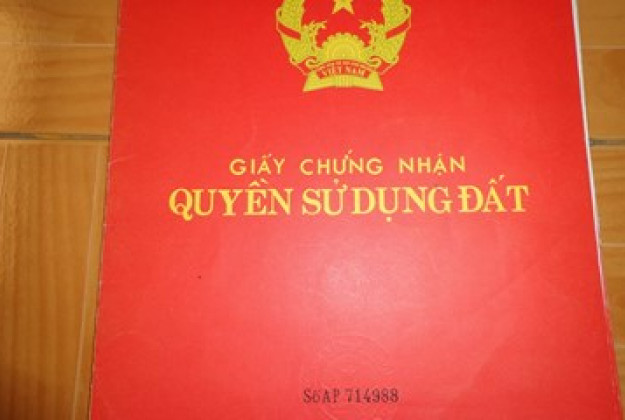 VIỆT NAM
GIẤY CHỨNG NHẬN
QUYỀN SỬ DỤNG ĐẤT
Số AP 714988